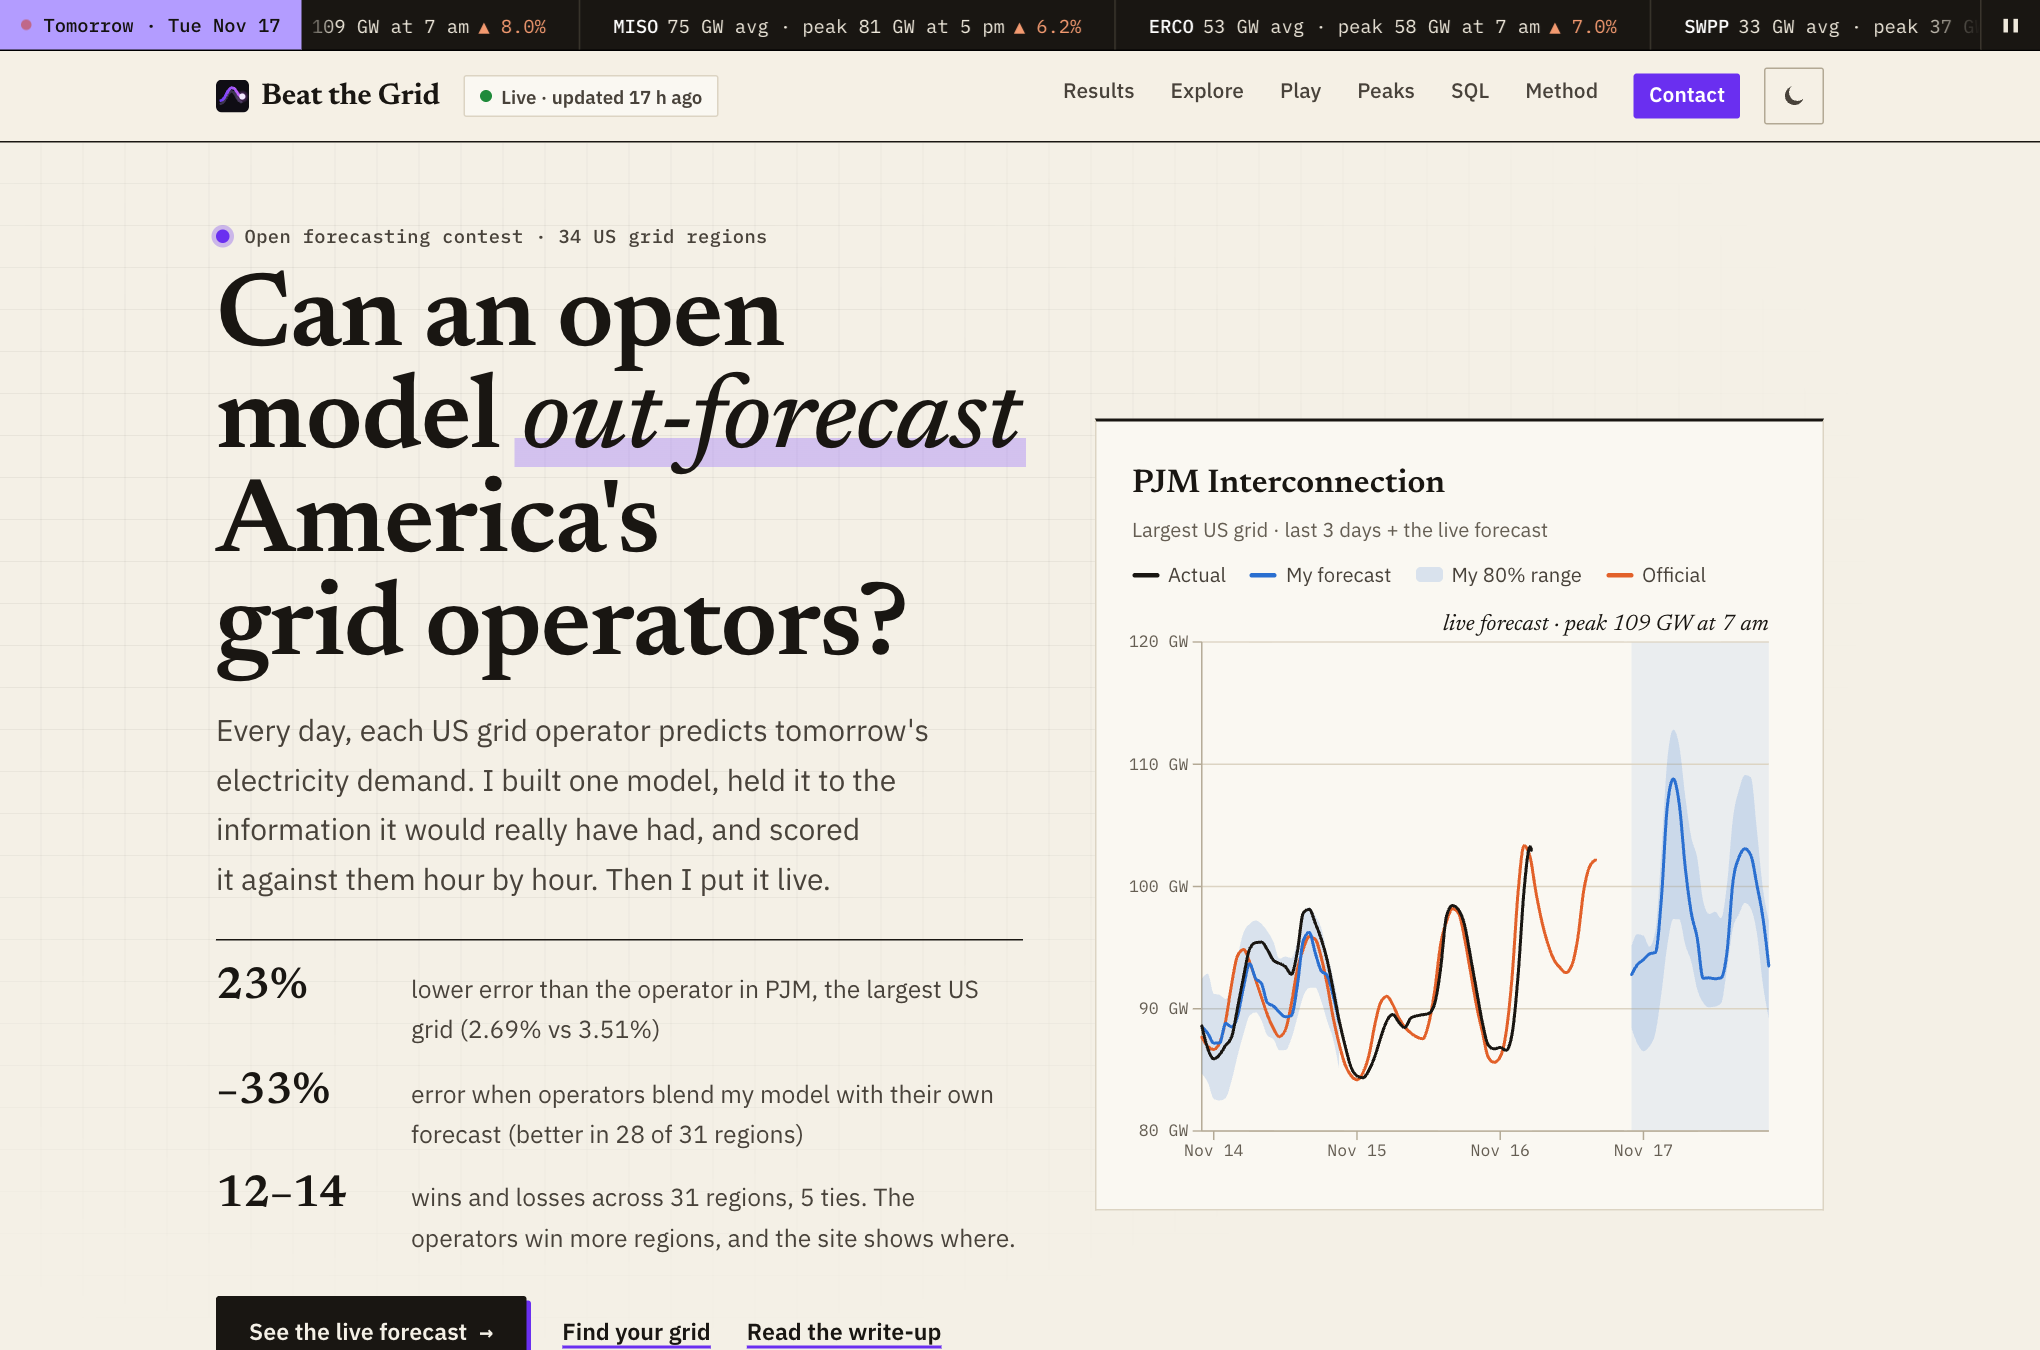 Tomorrow · Tue Nov 17
109 GW at 7 am ▲ 8.0%
MISO 75 GW avg · peak 81 GW at 5 pm ▲ 6.2%
ERCO 53 GW avg · peak 58 GW at 7 am ▲ 7.0%
SWPP 33 GW avg · peak 37 G
Beat the Grid
Live · updated 17 h ago
Results
Explore
Play
Peaks
SQL
Method
Contact
Open forecasting contest · 34 US grid regions
Can an open
model out-forecast
America's
grid operators?
Every day, each US grid operator predicts tomorrow's
electricity demand. I built one model, held it to the
information it would really have had, and scored
it against them hour by hour. Then I put it live.
23%
lower error than the operator in PJM, the largest US
grid (2.69% vs 3.51%)
−33%
error when operators blend my model with their own
forecast (better in 28 of 31 regions)
12–14
wins and losses across 31 regions, 5 ties. The
operators win more regions, and the site shows where.
See the live forecast →
Find your grid
Read the write-up
PJM Interconnection
Largest US grid · last 3 days + the live forecast
Actual
My forecast
My 80% range
Official
live forecast · peak 109 GW at 7 am
120 GW
110 GW
100 GW
90 GW
80 GW
Nov 14
Nov 15
Nov 16
Nov 17